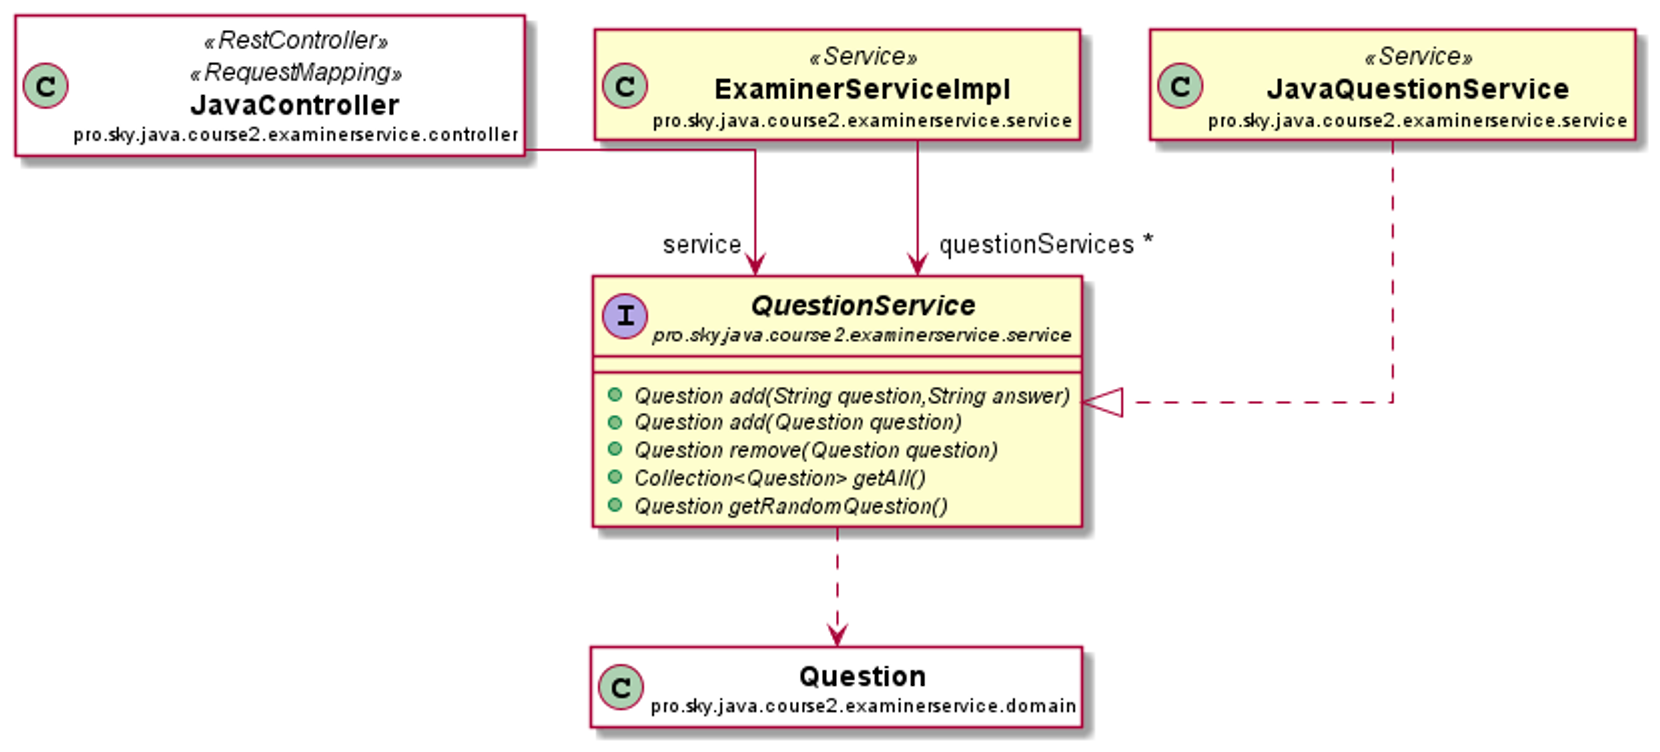 «RestController»
«RequestMapping»
C
JavaController
pro.sky.java.course2.examinerservice.controller
«Service»
C
ExaminerServiceImpl
pro.sky.java.course2.examinerservice.service
«Service»
C
JavaQuestionService
pro.sky.java.course2.examinerservice.service
service
questionServices *
I
QuestionService
pro.sky.java.course2.examinerservice.service
Question add(String question,String answer)
Question add(Question question)
Question remove(Question question)
Collection<Question> getAll()
Question getRandomQuestion()
C
Question
pro.sky.java.course2.examinerservice.domain